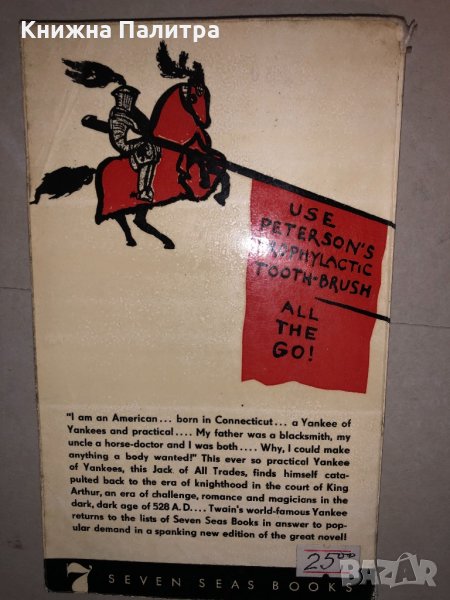 Книжна Палитра
USE
PETERSON'S
PROPHYLACTIC
TOOTH-BRUSH
ALL
THE
GO!
"I am an American... born in Connecticut... a Yankee of
Yankees and practical.... My father was a blacksmith, my
uncle a horse-doctor and I was both.... Why, I could make
anything a body wanted!" This ever so practical Yankee
of Yankees, this Jack of All Trades, finds himself cata-
pulted back to the era of knighthood in the court of King
Arthur, an era of challenge, romance and magicians in the
dark, dark age of 528 A.D.... Twain's world-famous Yankee
returns to the lists of Seven Seas Books in answer to pop-
ular demand in a spanking new edition of the great novel!
25.00
7 SEVEN SEAS BOOKS
BAZAR